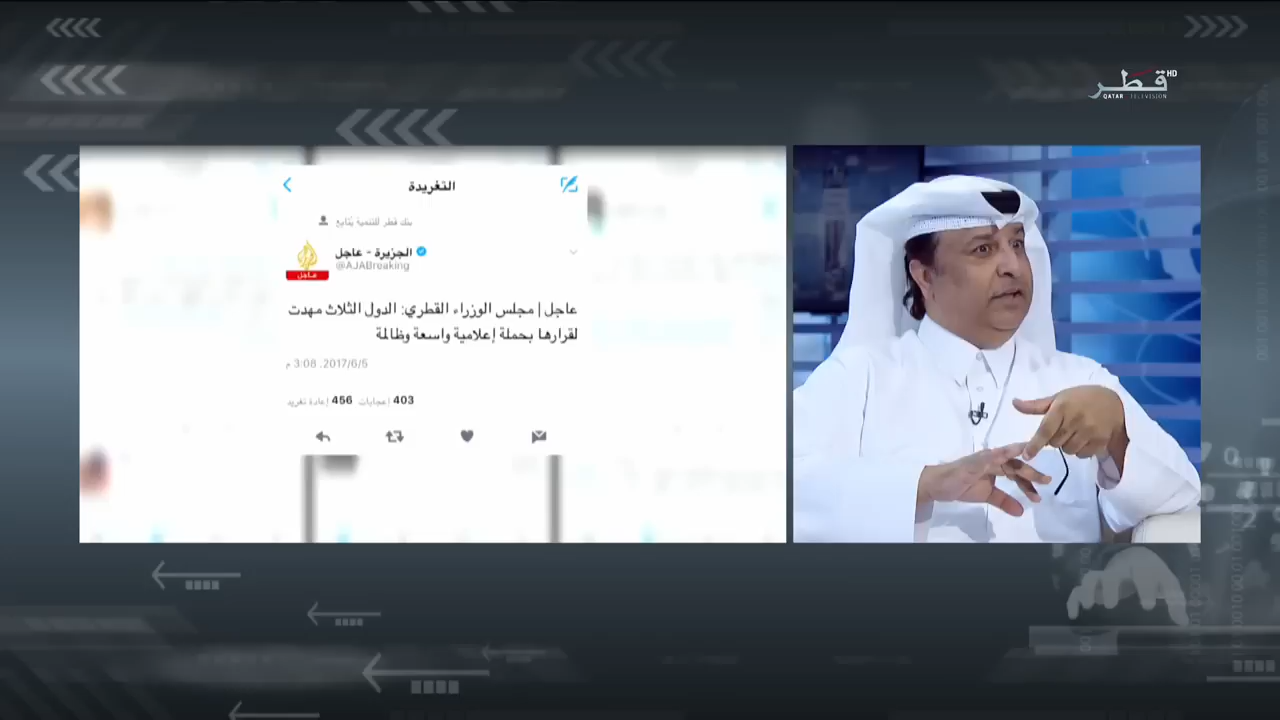 قطر HD
QATAR TELEVISION
التغريدة
بنك قطر للتنمية يتابع
الجزيرة - عاجل
@AJABreaking
عاجل
عاجل | مجلس الوزراء القطري: الدول الثلاث مهدت
لقرارها بحملة إعلامية واسعة وظالمة
2017/6/5، 3:08 م
403 إعجابات 456 إعادة تغريد